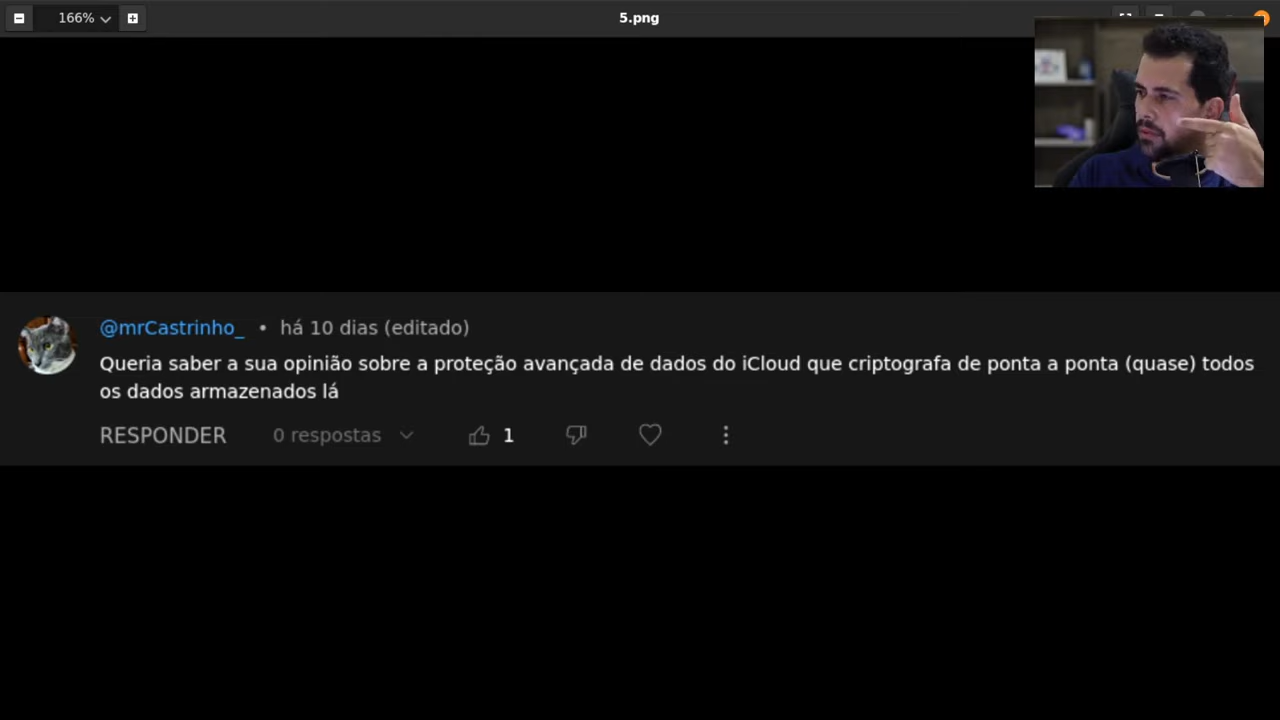 166%
5.png
@mrCastrinho_ • há 10 dias (editado)
Queria saber a sua opinião sobre a proteção avançada de dados do iCloud que criptografa de ponta a ponta (quase) todos
os dados armazenados lá
RESPONDER 0 respostas 1